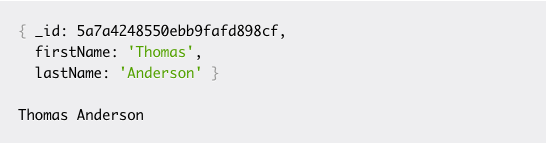 { _id: 5a7a4248550ebb9fafd898cf,
  firstName: 'Thomas',
  lastName: 'Anderson' }
Thomas Anderson